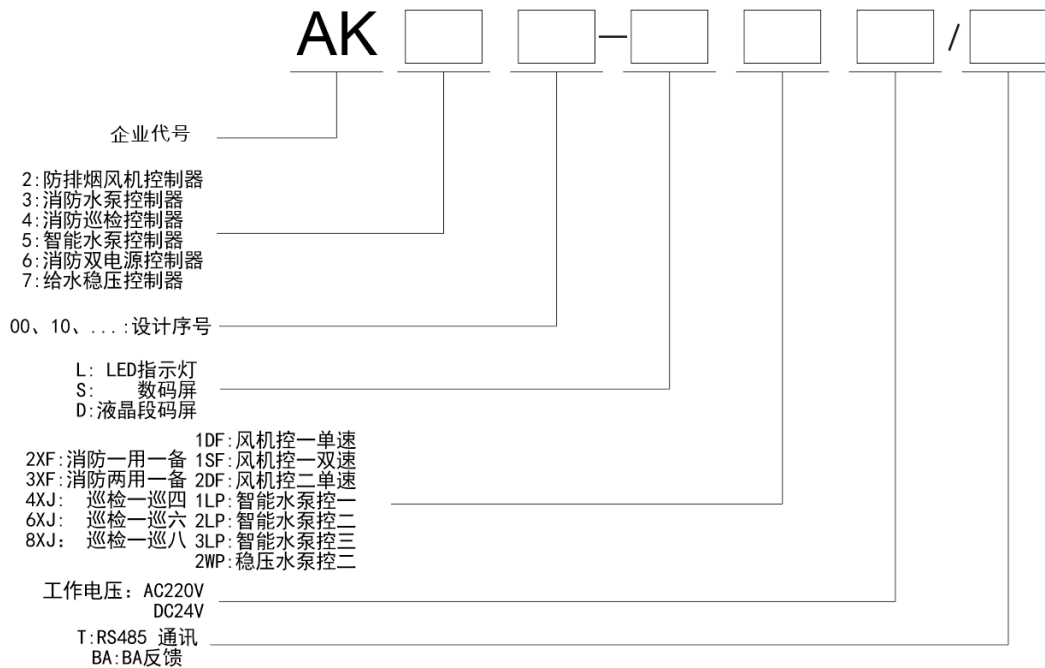 AK — /
企业代号
2:防排烟风机控制器
3:消防水泵控制器
4:消防巡检控制器
5:智能水泵控制器
6:消防双电源控制器
7:给水稳压控制器
00、10、...:设计序号
L: LED指示灯
S: 数码屏
D:液晶段码屏
1DF:风机控一单速
2XF:消防一用一备 1SF:风机控一双速
3XF:消防两用一备 2DF:风机控二单速
4XJ: 巡检一巡四 1LP:智能水泵控一
6XJ: 巡检一巡六 2LP:智能水泵控二
8XJ: 巡检一巡八 3LP:智能水泵控三
2WP:稳压水泵控二
工作电压: AC220V
DC24V
T:RS485 通讯
BA:BA反馈